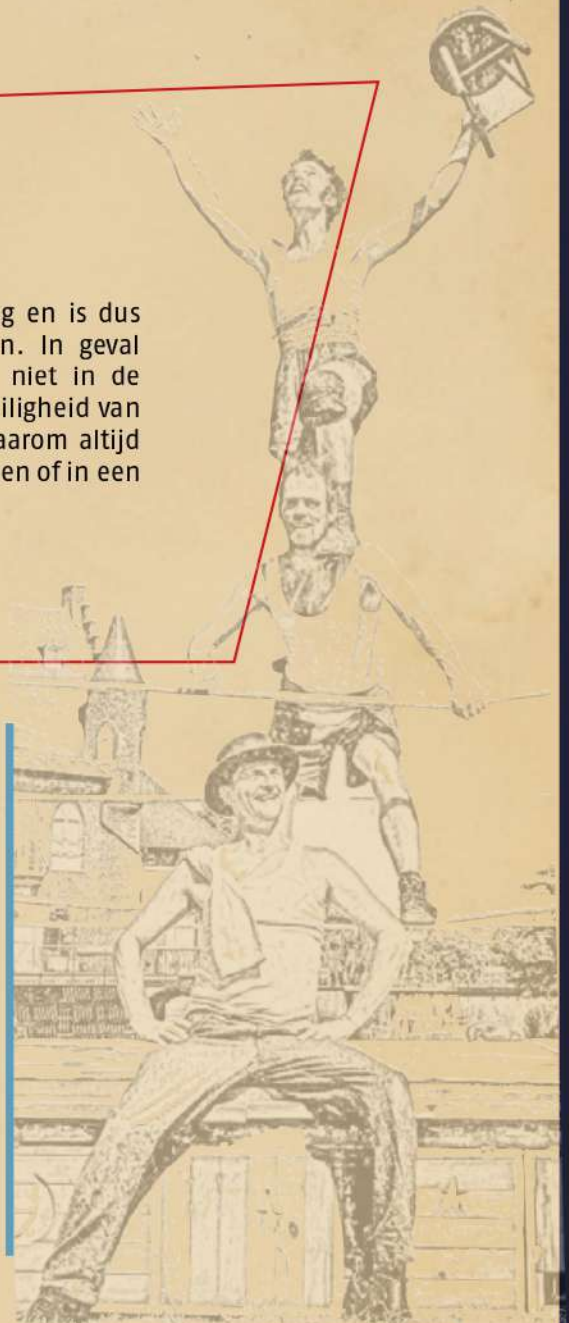 g en is dus
n. In geval
niet in de
iligheid van
aarom altijd
en of in een